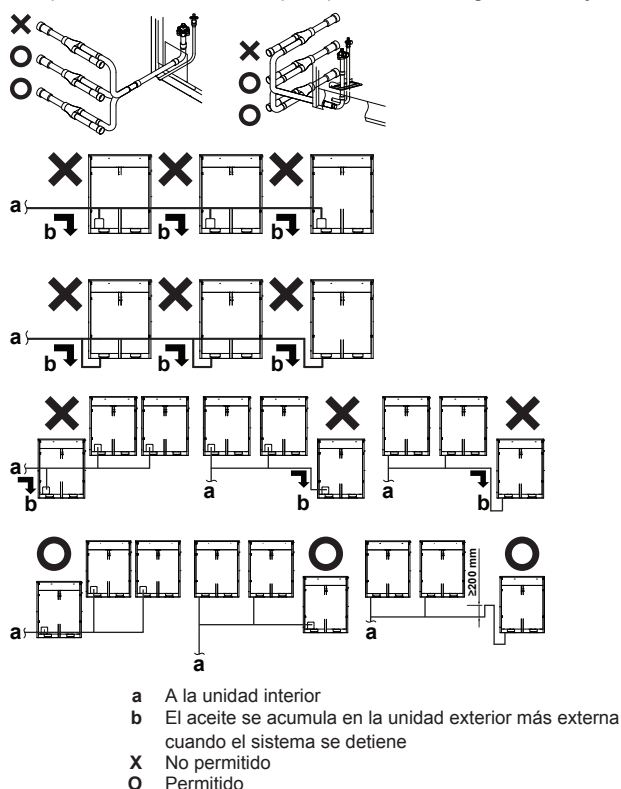 a
b b b
a
b b b
a a a
b b b
≥200 mm
a a a
a A la unidad interior
b El aceite se acumula en la unidad exterior más externa
cuando el sistema se detiene
X No permitido
O Permitido